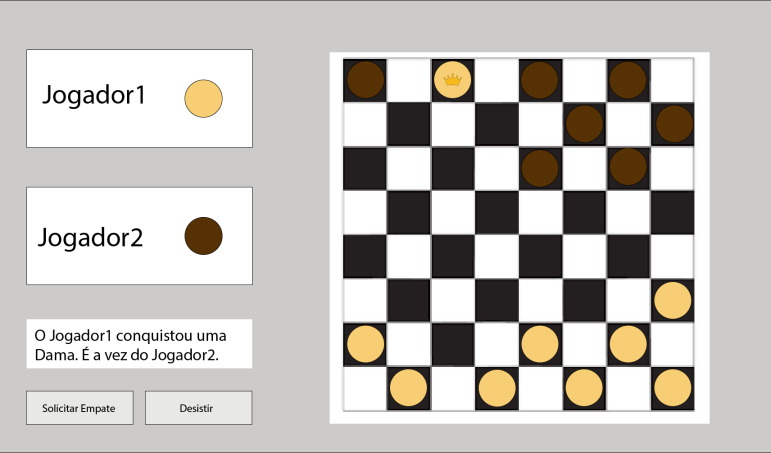 Jogador1
Jogador2
O Jogador1 conquistou uma
Dama. É a vez do Jogador2.
Solicitar Empate
Desistir